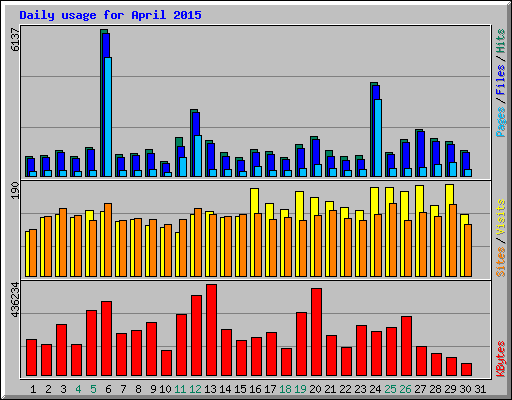 Daily usage for April 2015
6137
Pages / Files / Hits
190
Sites / Visits
436234
KBytes
1 2 3 4 5 6 7 8 9 10 11 12 13 14 15 16 17 18 19 20 21 22 23 24 25 26 27 28 29 30 31